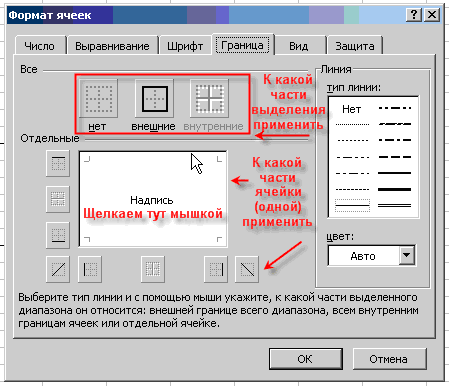 Формат ячеек
Число
Выравнивание
Шрифт
Граница
Вид
Защита
Все
нет
внешние
внутренние
К какой
части
выделения
применить
Отдельные
Надпись
Щелкаем тут мышкой
К какой
части
ячейки
(одной)
применить
Линия
тип линии:
Нет
цвет:
Авто
Выберите тип линии и с помощью мыши укажите, к какой части выделенного
диапазона он относится: внешней границе всего диапазона, всем внутренним
границам ячеек или отдельной ячейке.
ОК
Отмена